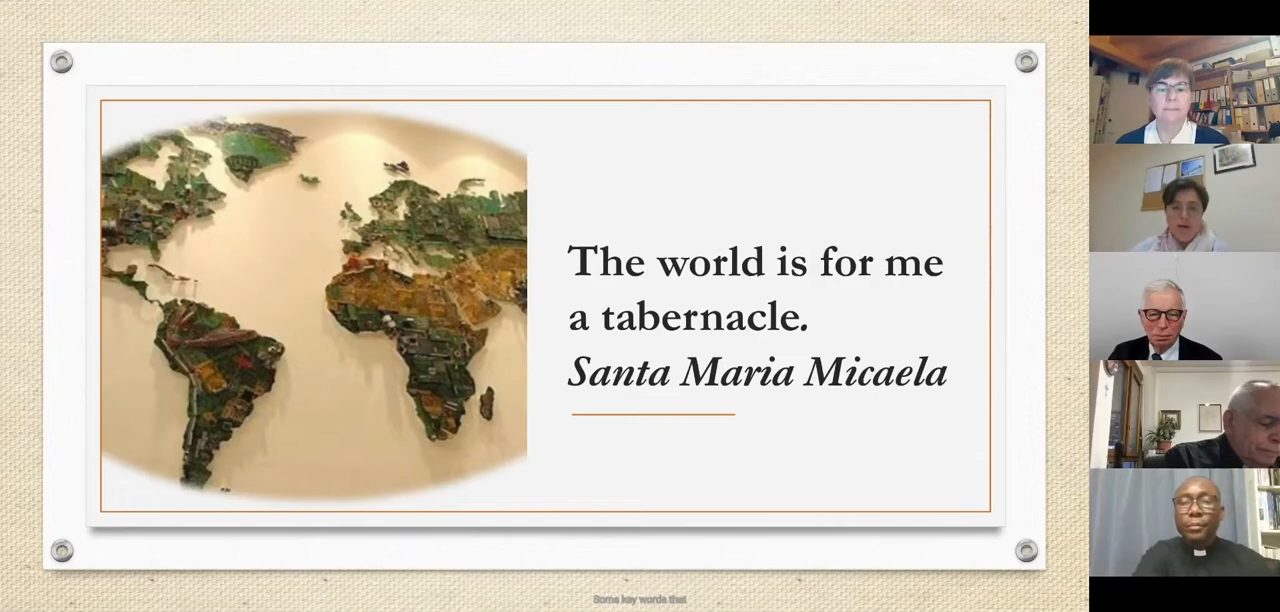 The world is for me
a tabernacle.
Santa Maria Micaela
Some key words that